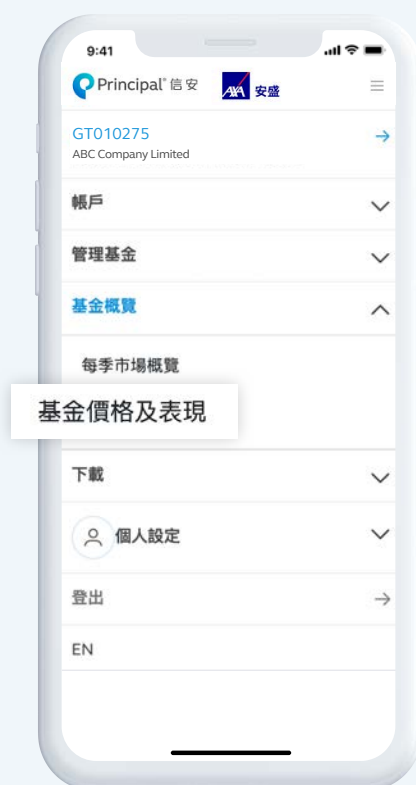 9:41
Principal® 信安 AXA 安盛
GT010275
ABC Company Limited
帳戶
管理基金
基金概覽
每季市場概覽
基金價格及表現
下載
個人設定
登出
EN